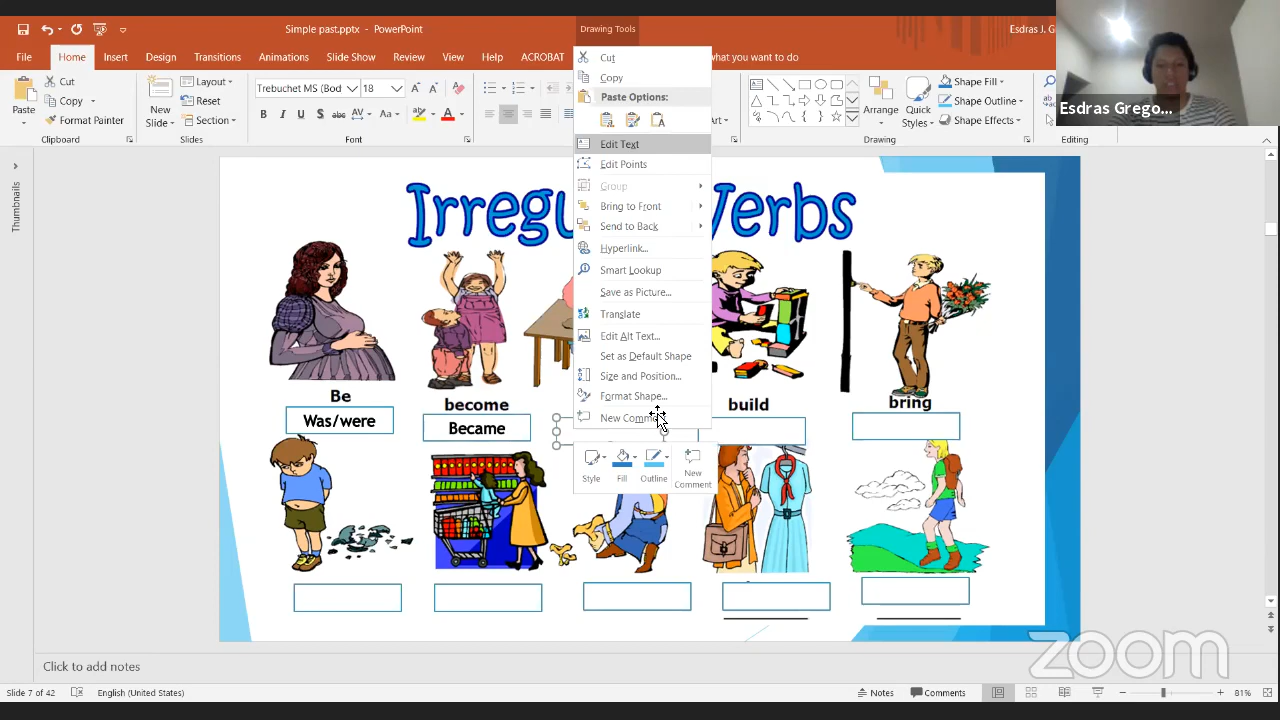 Simple past.pptx - PowerPoint
Drawing Tools
Esdras J. G
File
Home
Insert
Design
Transitions
Animations
Slide Show
Review
View
Help
ACROBAT
what you want to do
Paste
Cut
Copy
Format Painter
Clipboard
New
Slide
Layout
Reset
Section
Slides
Trebuchet MS (Bod
18
B I U S abc AV
Aa
A
Font
Arrange
Quick
Styles
Shape Fill
Shape Outline
Shape Effects
Drawing
Editing
Esdras Grego...
Cut
Copy
Paste Options:
Edit Text
Edit Points
Group
Bring to Front
Send to Back
Hyperlink...
Smart Lookup
Save as Picture...
Translate
Edit Alt Text...
Set as Default Shape
Size and Position...
Format Shape...
New Comm
Style
Fill
Outline
New
Comment
Thumbnails
Irregu Verbs
Be
become
build
bring
Was/were
Became
Click to add notes
zoom
Slide 7 of 42
English (United States)
Notes
Comments
81%